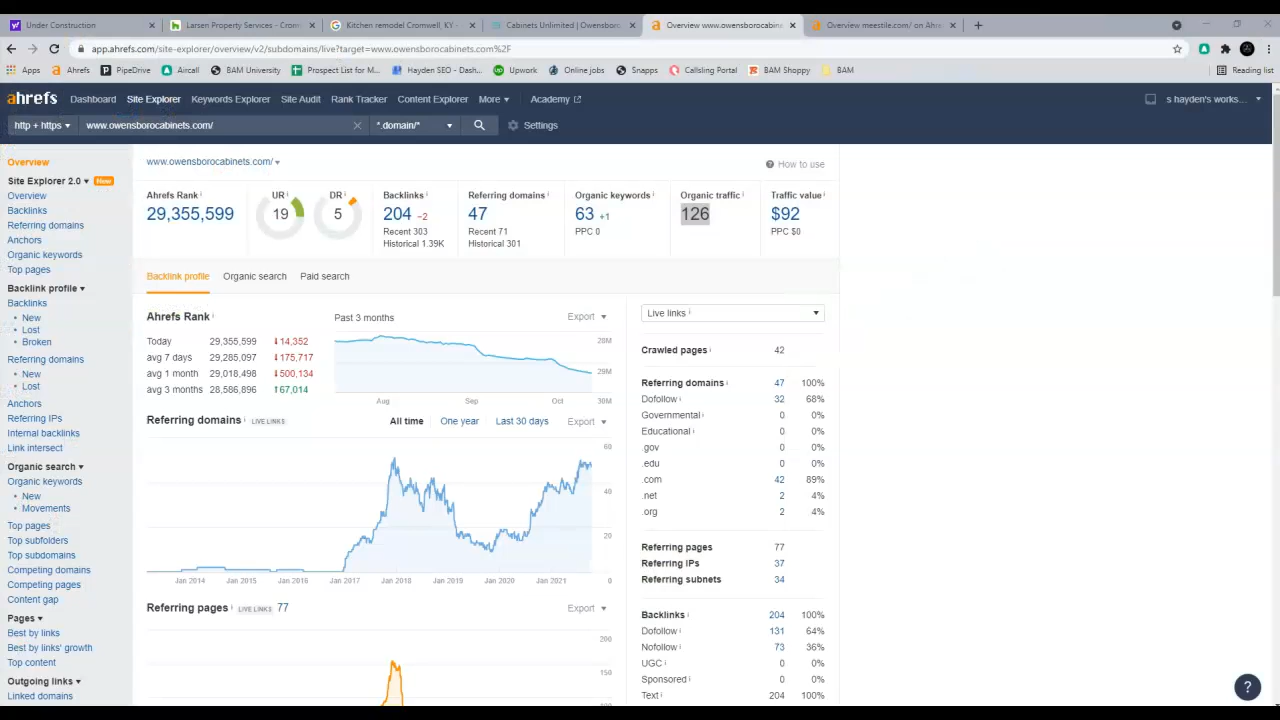 Under Construction
Larsen Property Services - Crom
Kitchen remodel Cromwell, KY -
Cabinets Unlimited | Owensboro
Overview www.owensborocabinet
Overview meestile.com/ on Ahre
app.ahrefs.com/site-explorer/overview/v2/subdomains/live?target=www.owensborocabinets.com%2F
Apps
Ahrefs
PipeDrive
Aircall
BAM University
Prospect List for M...
Hayden SEO - Dash...
Upwork
Online jobs
Snapps
Callsling Portal
BAM Shoppy
BAM
Reading list
ahrefs
Dashboard
Site Explorer
Keywords Explorer
Site Audit
Rank Tracker
Content Explorer
More
Academy
s hayden's works...
http + https
www.owensborocabinets.com/
*.domain/*
Settings
Overview
Site Explorer 2.0 New
Overview
Backlinks
Referring domains
Anchors
Organic keywords
Top pages
Backlink profile
Backlinks
New
Lost
Broken
Referring domains
New
Lost
Anchors
Referring IPs
Internal backlinks
Link intersect
Organic search
Organic keywords
New
Movements
Top pages
Top subfolders
Top subdomains
Competing domains
Competing pages
Content gap
Pages
Best by links
Best by links' growth
Top content
Outgoing links
Linked domains
www.owensborocabinets.com/
How to use
Ahrefs Rank
29,355,599
UR
19
DR
5
Backlinks
204 -2
Recent 303
Historical 1.39K
Referring domains
47
Recent 71
Historical 301
Organic keywords
63 +1
PPC 0
Organic traffic
126
Traffic value
$92
PPC $0
Backlink profile
Organic search
Paid search
Ahrefs Rank
Past 3 months
Export
Today 29,355,599 ↓14,352
avg 7 days 29,285,097 ↓175,717
avg 1 month 29,018,498 ↓500,134
avg 3 months 28,586,896 ↓67,014
28M
29M
30M
Aug Sep Oct
Referring domains LIVE LINKS
All time One year Last 30 days
Export
60
40
20
0
Jan 2014 Jan 2015 Jan 2016 Jan 2017 Jan 2018 Jan 2019 Jan 2020 Jan 2021
Referring pages LIVE LINKS 77
Export
200
150
Live links
Crawled pages 42
Referring domains 47 100%
Dofollow 32 68%
Governmental 0 0%
Educational 0 0%
.gov 0 0%
.edu 0 0%
.com 42 89%
.net 2 4%
.org 2 4%
Referring pages 77
Referring IPs 37
Referring subnets 34
Backlinks 204 100%
Dofollow 131 64%
Nofollow 73 36%
UGC 0 0%
Sponsored 0 0%
Text 204 100%
?